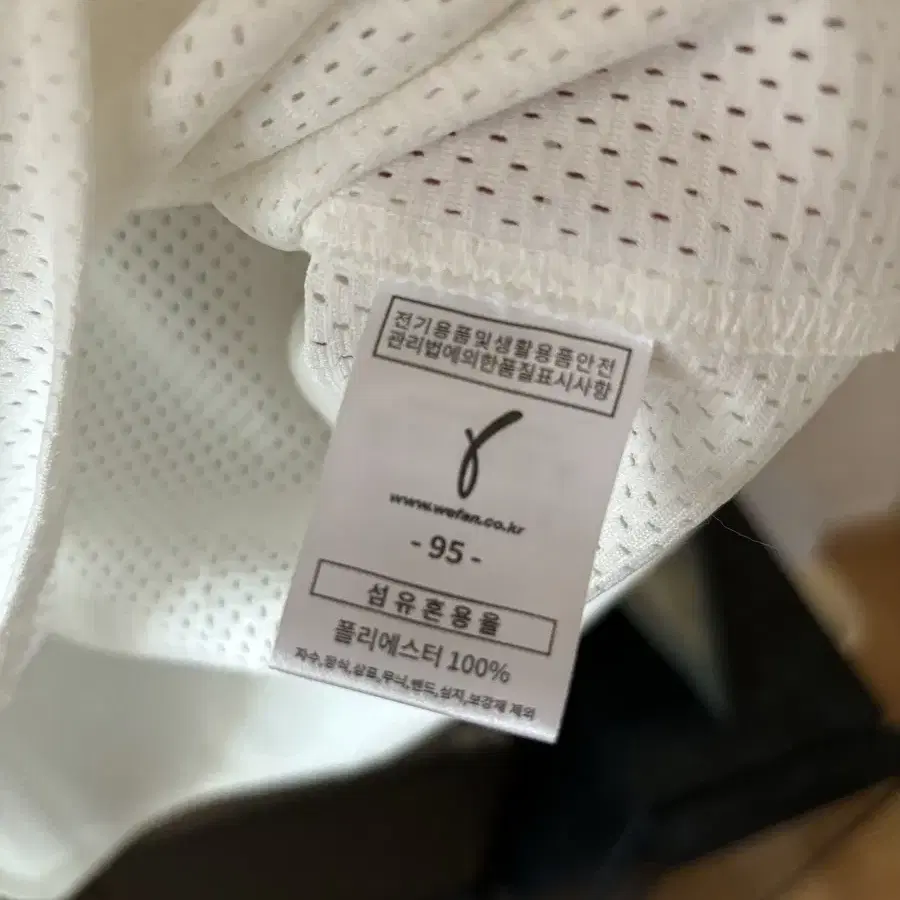 전기용품및생활용품안전
관리법에의한품질표시사항
www.wefan.co.kr
- 95 -
섬유혼용율
폴리에스터 100%
자수,장식,상표,무늬,밴드,심지,보강재 제외